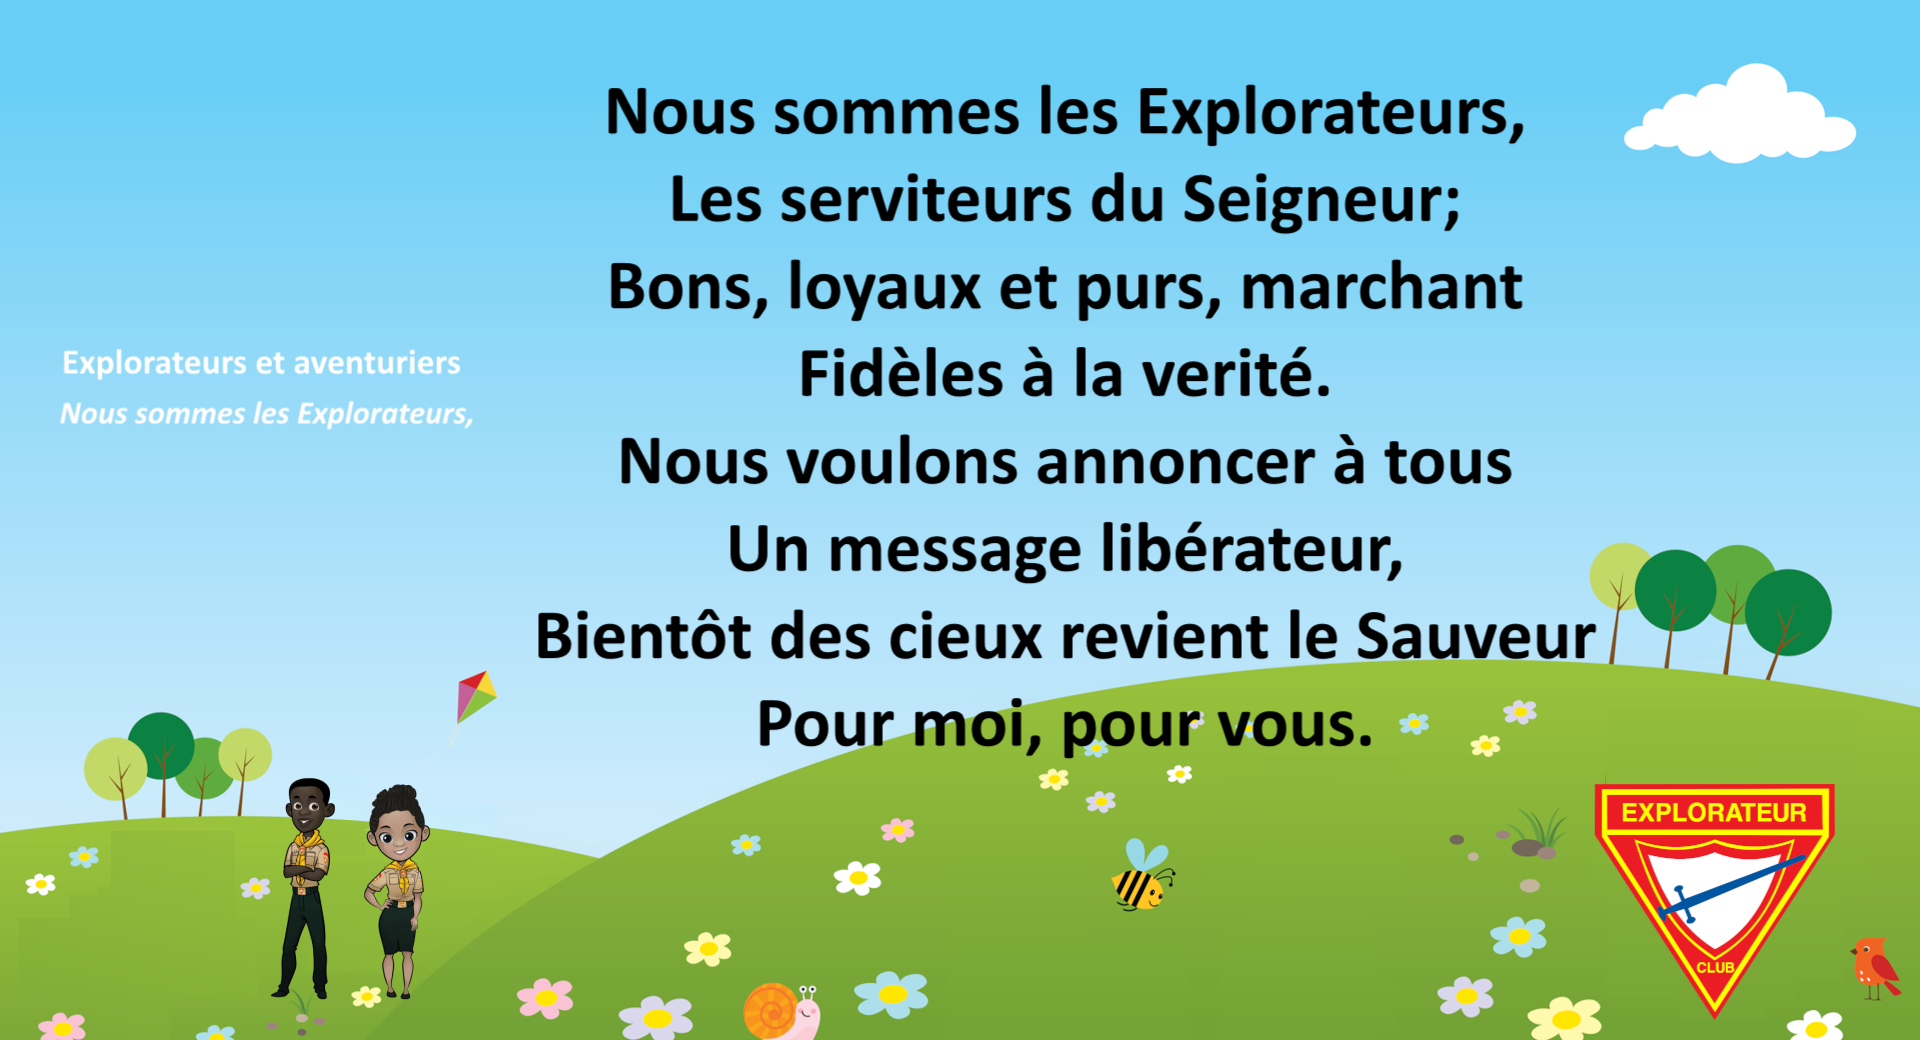 Nous sommes les Explorateurs,
Les serviteurs du Seigneur;
Bons, loyaux et purs, marchant
Fidèles à la verité.
Nous voulons annoncer à tous
Un message libérateur,
Bientôt des cieux revient le Sauveur
Pour moi, pour vous.
Explorateurs et aventuriers
Nous sommes les Explorateurs,
EXPLORATEUR
CLUB